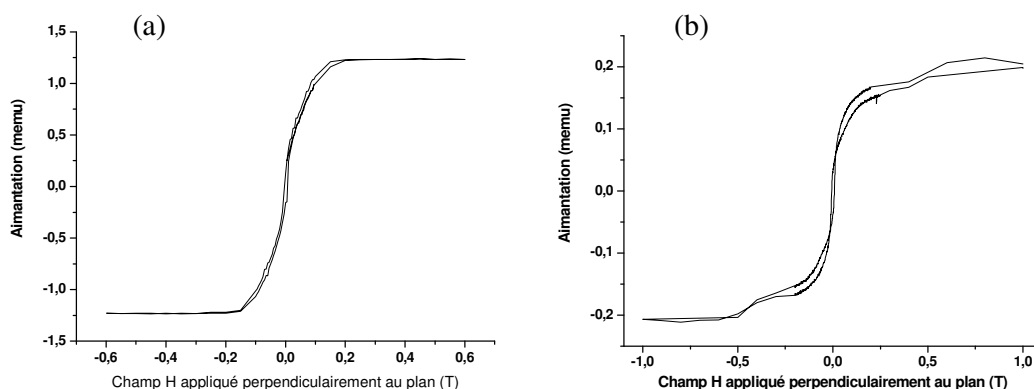 (a)
1,5
1,0
0,5
0,0
-0,5
-1,0
-1,5
Aimantation (memu)
-0,6 -0,4 -0,2 0,0 0,2 0,4 0,6
Champ H appliqué perpendiculairement au plan (T)
(b)
0,2
0,1
0,0
-0,1
-0,2
Aimantation (memu)
-1,0 -0,5 0,0 0,5 1,0
Champ H appliqué perpendiculairement au plan (T)